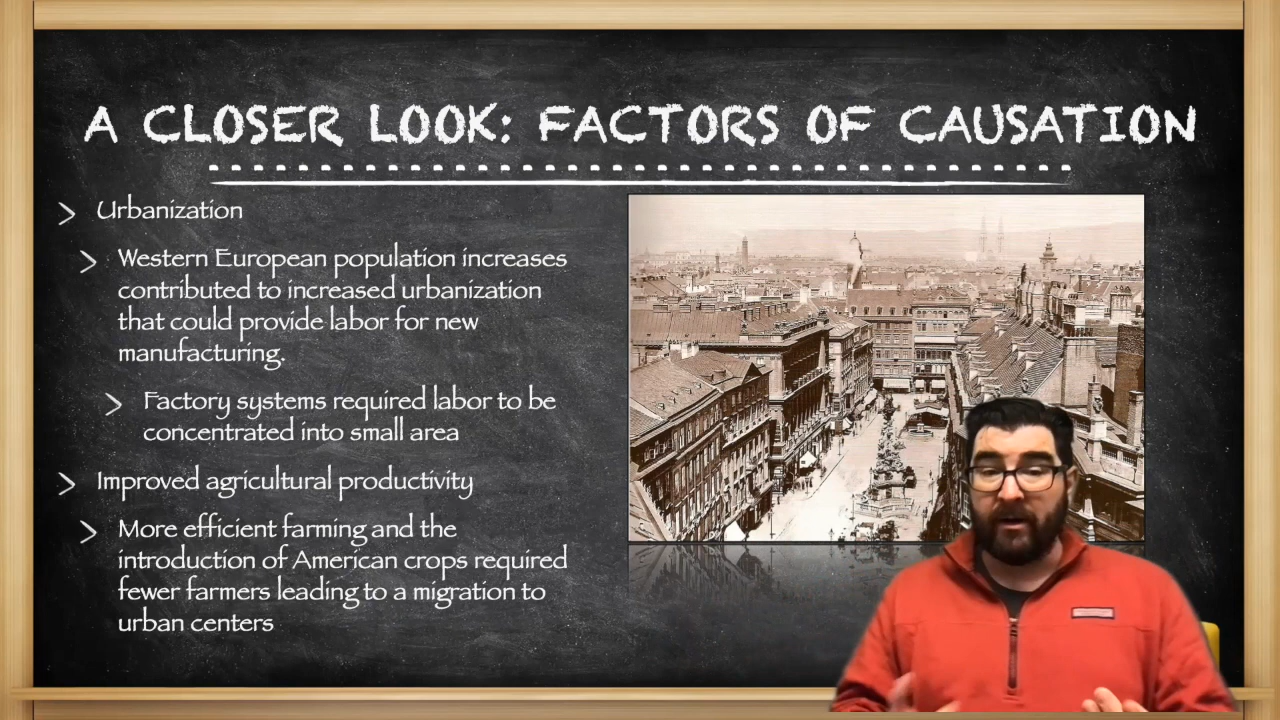 A CLOSER LOOK: FACTORS OF CAUSATION
Urbanization
Western European population increases
contributed to increased urbanization
that could provide labor for new
manufacturing.
Factory systems required labor to be
concentrated into small area
Improved agricultural productivity
More efficient farming and the
introduction of American crops required
fewer farmers leading to a migration to
urban centers